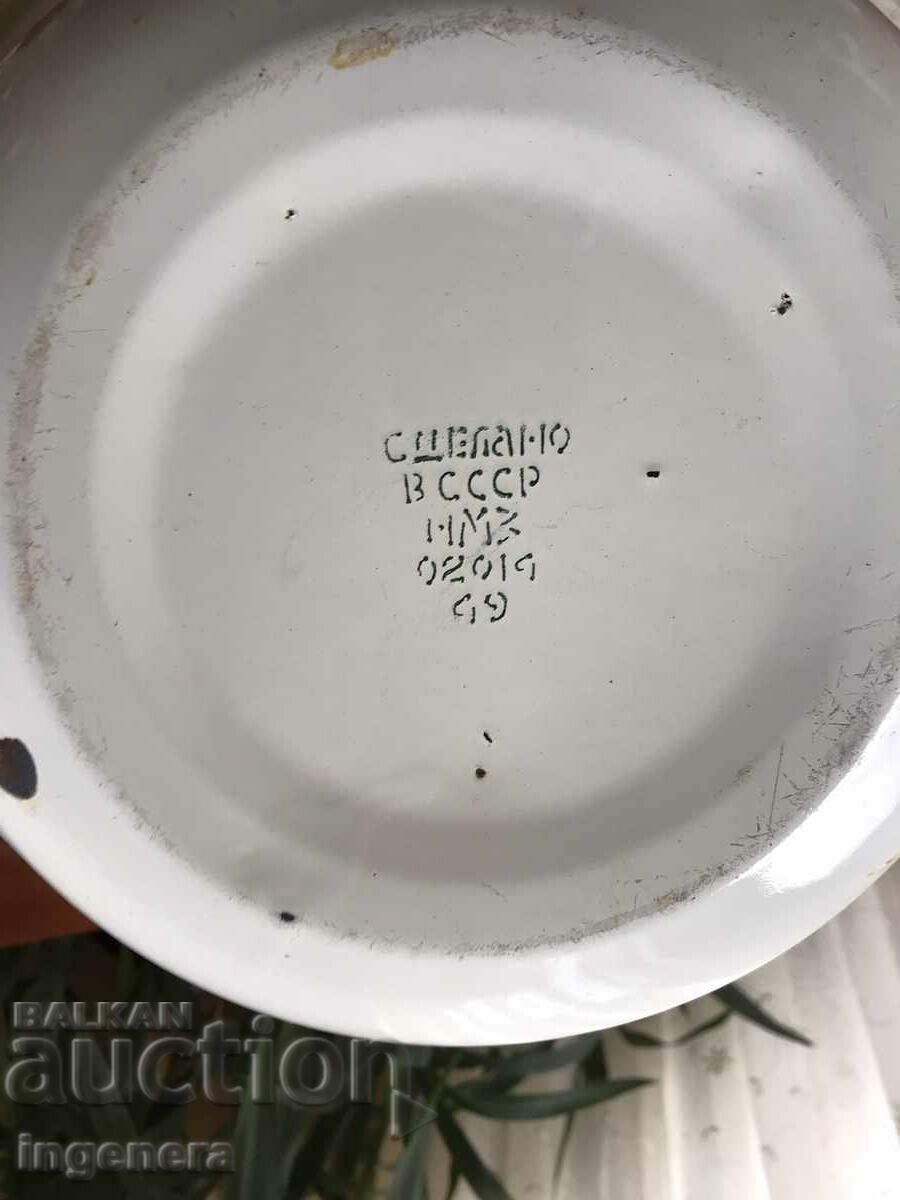 СДЕЛАНО
В СССР
НМЗ
02019
49
BALKAN
auction
ingenera